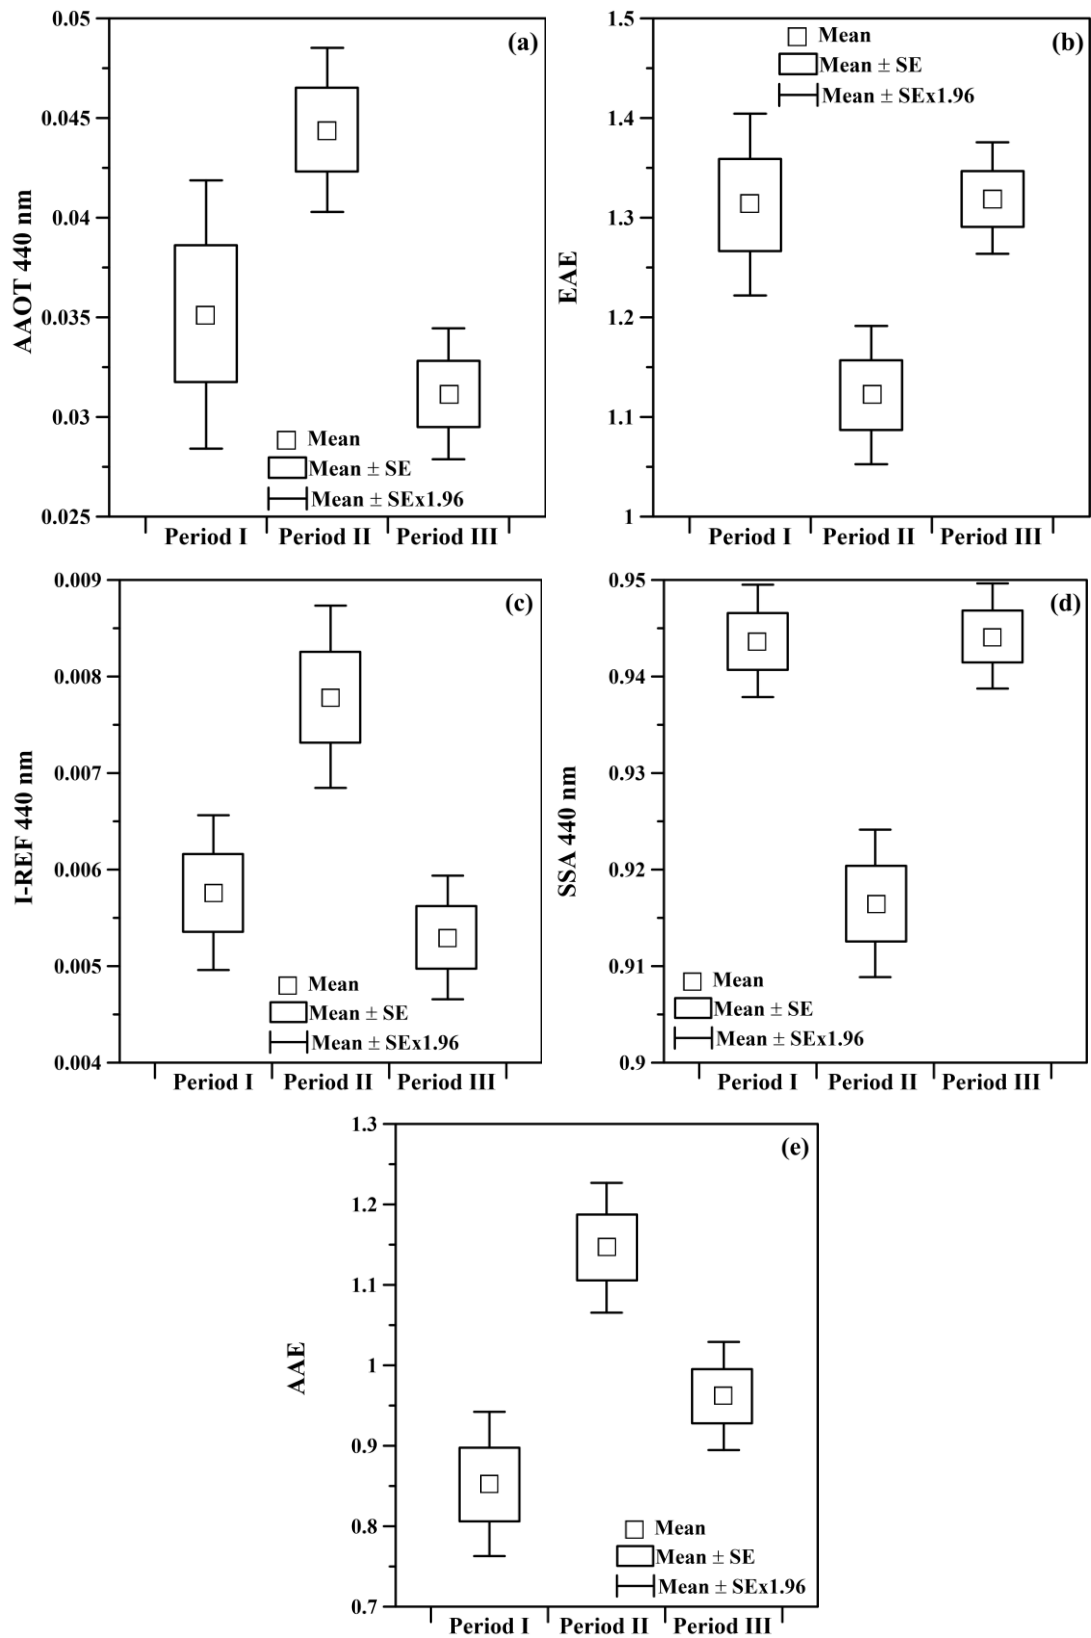 (a)
AAOT 440 nm
0.05
0.045
0.04
0.035
0.03
0.025
Mean
Mean ± SE
Mean ± SEx1.96
Period I
Period II
Period III
(b)
EAE
1.5
1.4
1.3
1.2
1.1
1
Mean
Mean ± SE
Mean ± SEx1.96
Period I
Period II
Period III
(c)
I-REF 440 nm
0.009
0.008
0.007
0.006
0.005
0.004
Mean
Mean ± SE
Mean ± SEx1.96
Period I
Period II
Period III
(d)
SSA 440 nm
0.95
0.94
0.93
0.92
0.91
0.9
Mean
Mean ± SE
Mean ± SEx1.96
Period I
Period II
Period III
(e)
AAE
1.3
1.2
1.1
1
0.9
0.8
0.7
Mean
Mean ± SE
Mean ± SEx1.96
Period I
Period II
Period III